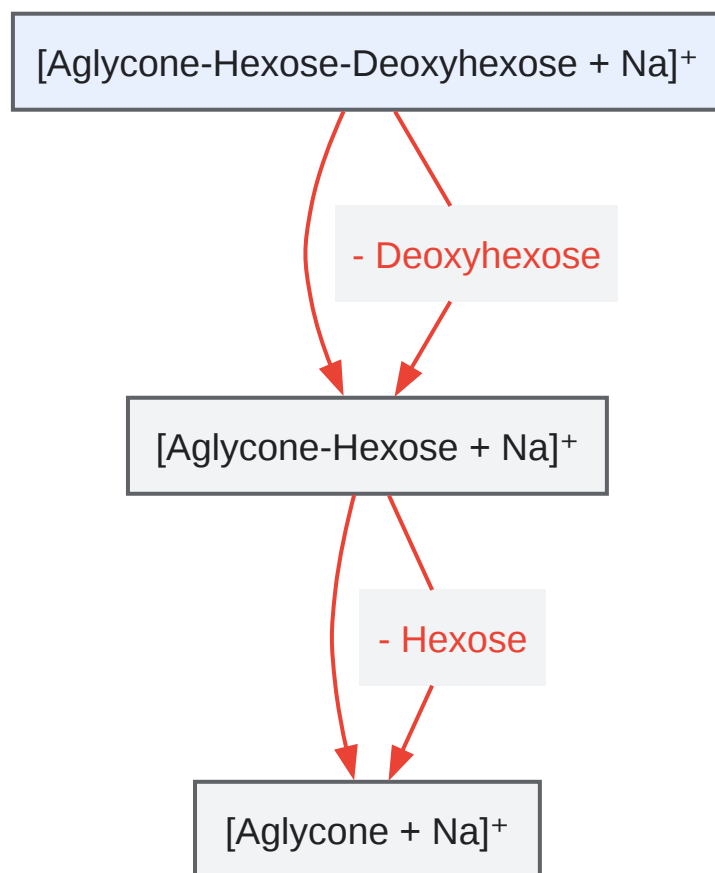 [Aglycone-Hexose-Deoxyhexose + Na]⁺
- Deoxyhexose
[Aglycone-Hexose + Na]⁺
- Hexose
[Aglycone + Na]⁺